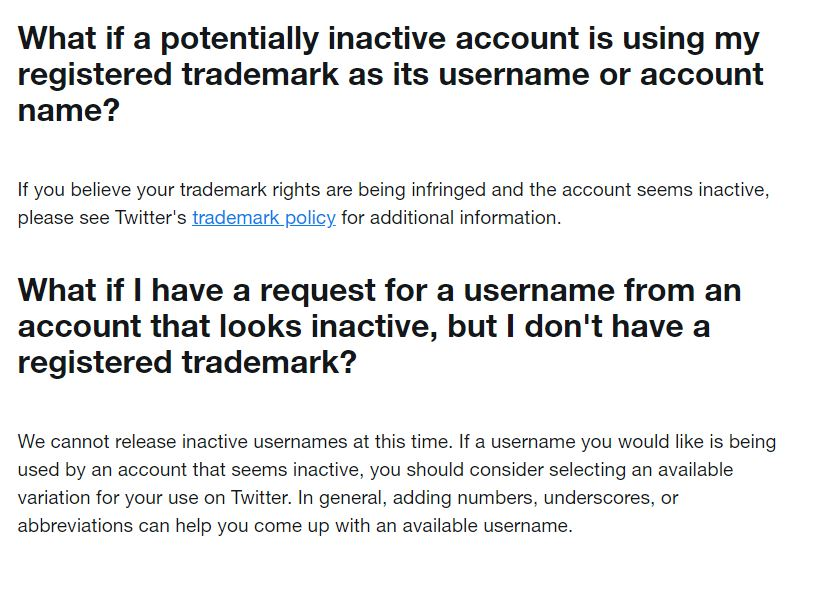 What if a potentially inactive account is using my
registered trademark as its username or account
name?
If you believe your trademark rights are being infringed and the account seems inactive,
please see Twitter's trademark policy for additional information.
What if I have a request for a username from an
account that looks inactive, but I don't have a
registered trademark?
We cannot release inactive usernames at this time. If a username you would like is being
used by an account that seems inactive, you should consider selecting an available
variation for your use on Twitter. In general, adding numbers, underscores, or
abbreviations can help you come up with an available username.